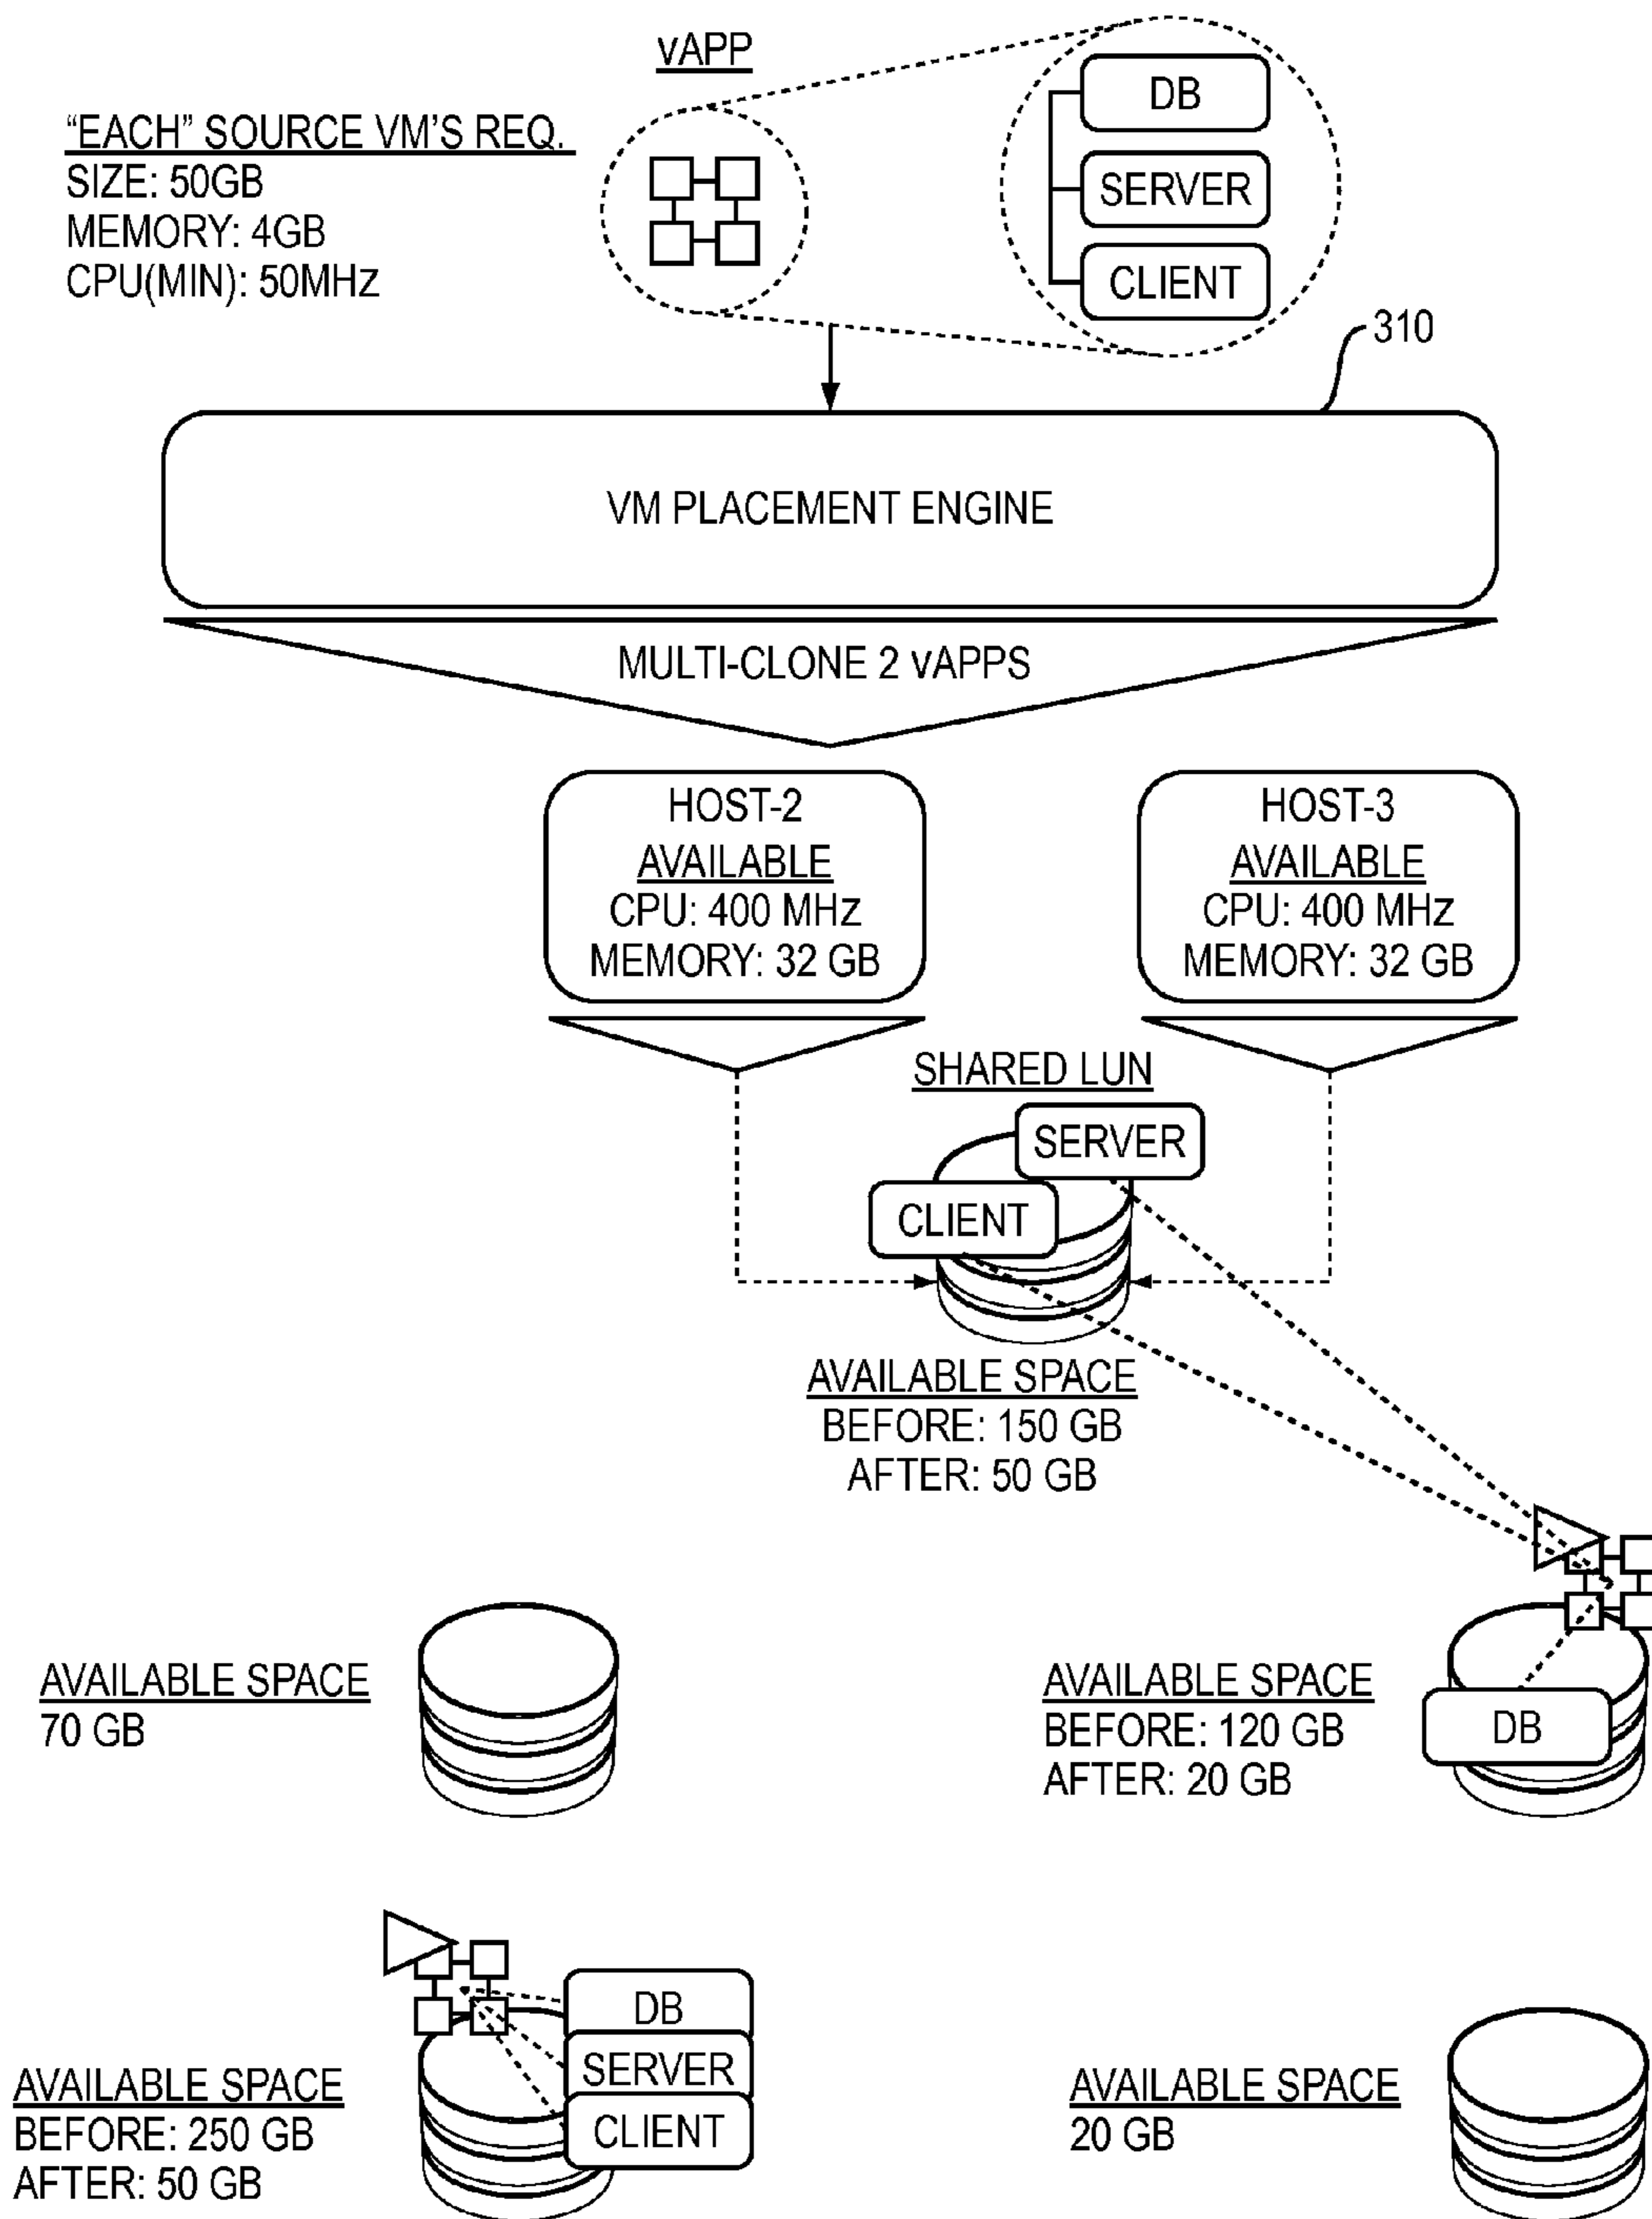 vAPP
DB
SERVER
CLIENT
"EACH" SOURCE VM'S REQ.
SIZE: 50GB
MEMORY: 4GB
CPU(MIN): 50MHz
310
VM PLACEMENT ENGINE
MULTI-CLONE 2 vAPPS
HOST-2
AVAILABLE
CPU: 400 MHz
MEMORY: 32 GB
HOST-3
AVAILABLE
CPU: 400 MHz
MEMORY: 32 GB
SHARED LUN
SERVER
CLIENT
AVAILABLE SPACE
BEFORE: 150 GB
AFTER: 50 GB
AVAILABLE SPACE
70 GB
AVAILABLE SPACE
BEFORE: 120 GB
AFTER: 20 GB
DB
DB
SERVER
CLIENT
AVAILABLE SPACE
BEFORE: 250 GB
AFTER: 50 GB
AVAILABLE SPACE
20 GB